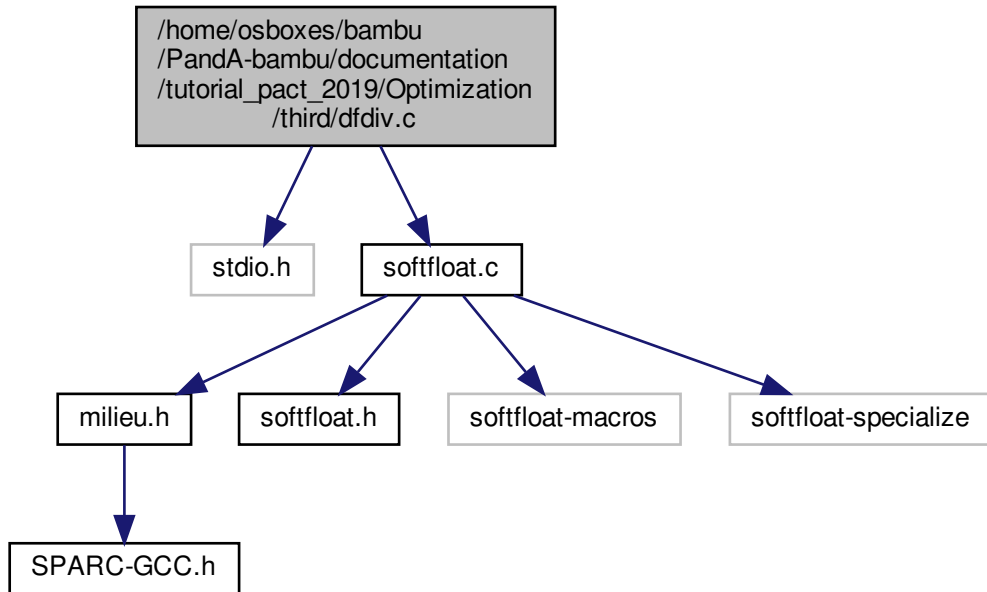 /home/osboxes/bambu
/PandA-bambu/documentation
/tutorial_pact_2019/Optimization
/third/dfdiv.c
stdio.h
softfloat.c
milieu.h
softfloat.h
softfloat-macros
softfloat-specialize
SPARC-GCC.h